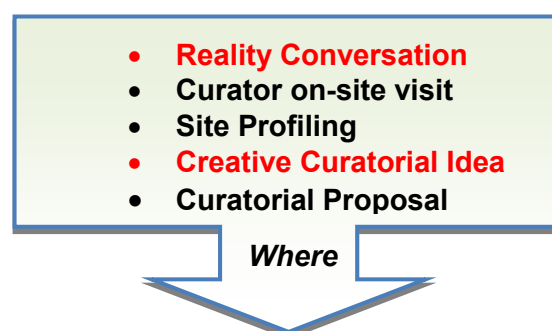 • Reality Conversation
• Curator on-site visit
• Site Profiling
• Creative Curatorial Idea
• Curatorial Proposal
Where